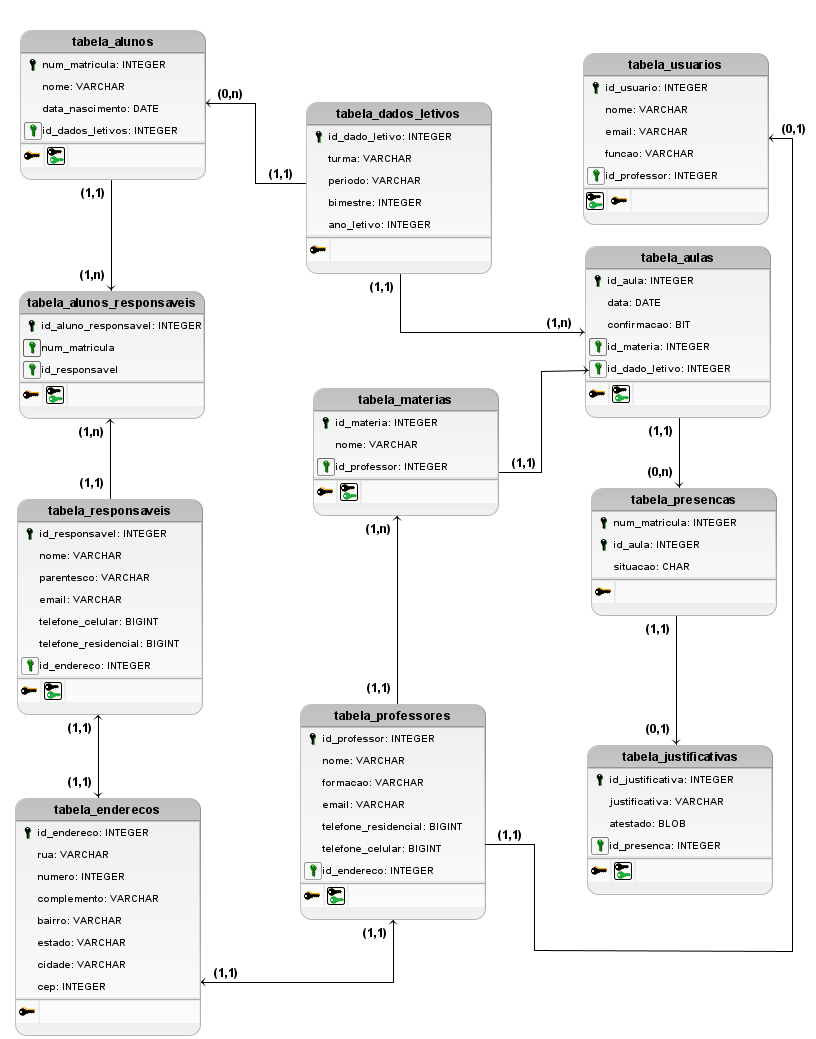 tabela_alunos
num_matricula: INTEGER
nome: VARCHAR
data_nascimento: DATE
id_dados_letivos: INTEGER
(0,n)
(1,1)
tabela_dados_letivos
id_dado_letivo: INTEGER
turma: VARCHAR
periodo: VARCHAR
bimestre: INTEGER
ano_letivo: INTEGER
tabela_usuarios
id_usuario: INTEGER
nome: VARCHAR
email: VARCHAR
funcao: VARCHAR
id_professor: INTEGER
(0,1)
(1,1)
(1,n)
tabela_alunos_responsaveis
id_aluno_responsavel: INTEGER
num_matricula
id_responsavel
(1,1)
(1,n)
tabela_aulas
id_aula: INTEGER
data: DATE
confirmacao: BIT
id_materia: INTEGER
id_dado_letivo: INTEGER
tabela_materias
id_materia: INTEGER
nome: VARCHAR
id_professor: INTEGER
(1,1)
(1,n)
(1,1)
(0,n)
(1,n)
(1,1)
tabela_responsaveis
id_responsavel: INTEGER
nome: VARCHAR
parentesco: VARCHAR
email: VARCHAR
telefone_celular: BIGINT
telefone_residencial: BIGINT
id_endereco: INTEGER
tabela_presencas
num_matricula: INTEGER
id_aula: INTEGER
situacao: CHAR
(1,1)
(0,1)
(1,1)
(1,1)
(1,1)
tabela_professores
id_professor: INTEGER
nome: VARCHAR
formacao: VARCHAR
email: VARCHAR
telefone_residencial: BIGINT
telefone_celular: BIGINT
id_endereco: INTEGER
(1,1)
tabela_justificativas
id_justificativa: INTEGER
justificativa: VARCHAR
atestado: BLOB
id_presenca: INTEGER
tabela_enderecos
id_endereco: INTEGER
rua: VARCHAR
numero: INTEGER
complemento: VARCHAR
bairro: VARCHAR
estado: VARCHAR
cidade: VARCHAR
cep: INTEGER
(1,1)
(1,1)